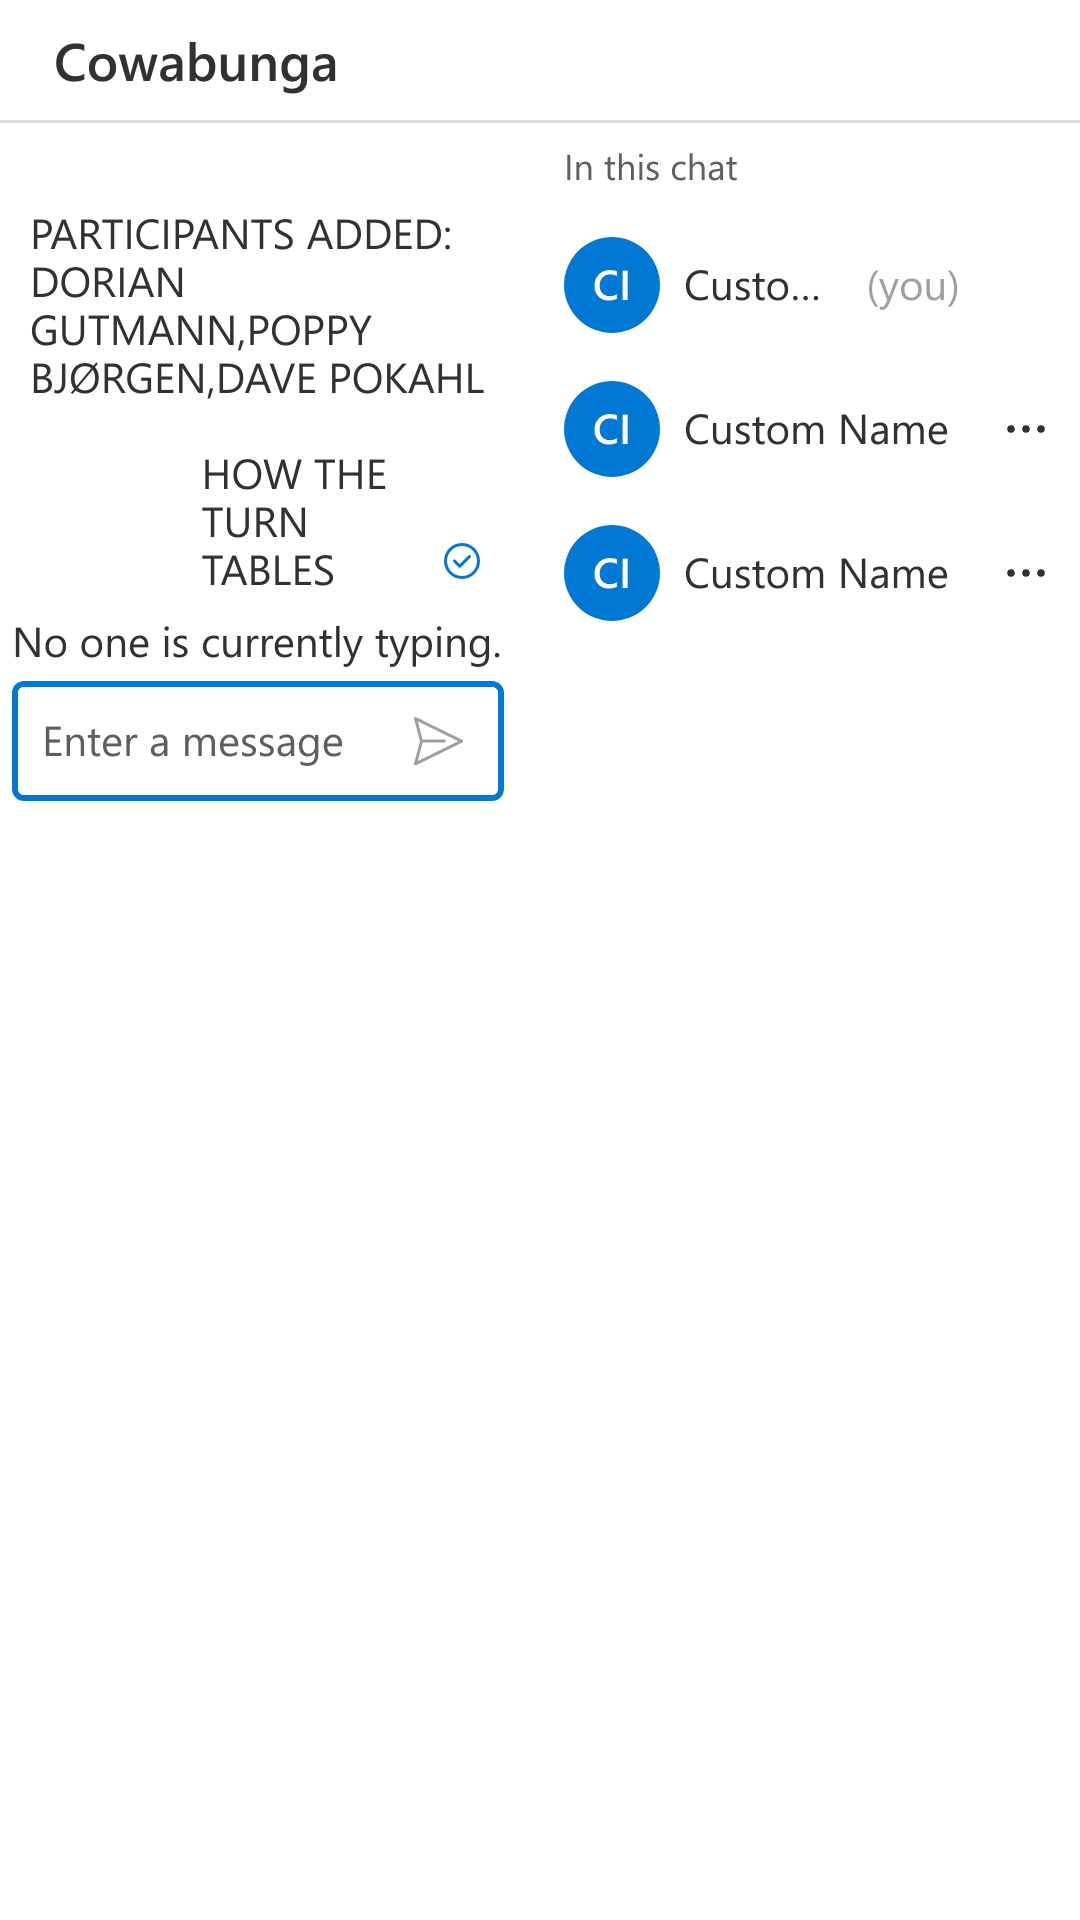 Cowabunga
PARTICIPANTS ADDED:
DORIAN
GUTMANN,POPPY
BJØRGEN,DAVE POKAHL
HOW THE
TURN
TABLES
No one is currently typing.
Enter a message
In this chat
CI Custo... (you)
CI Custom Name
CI Custom Name